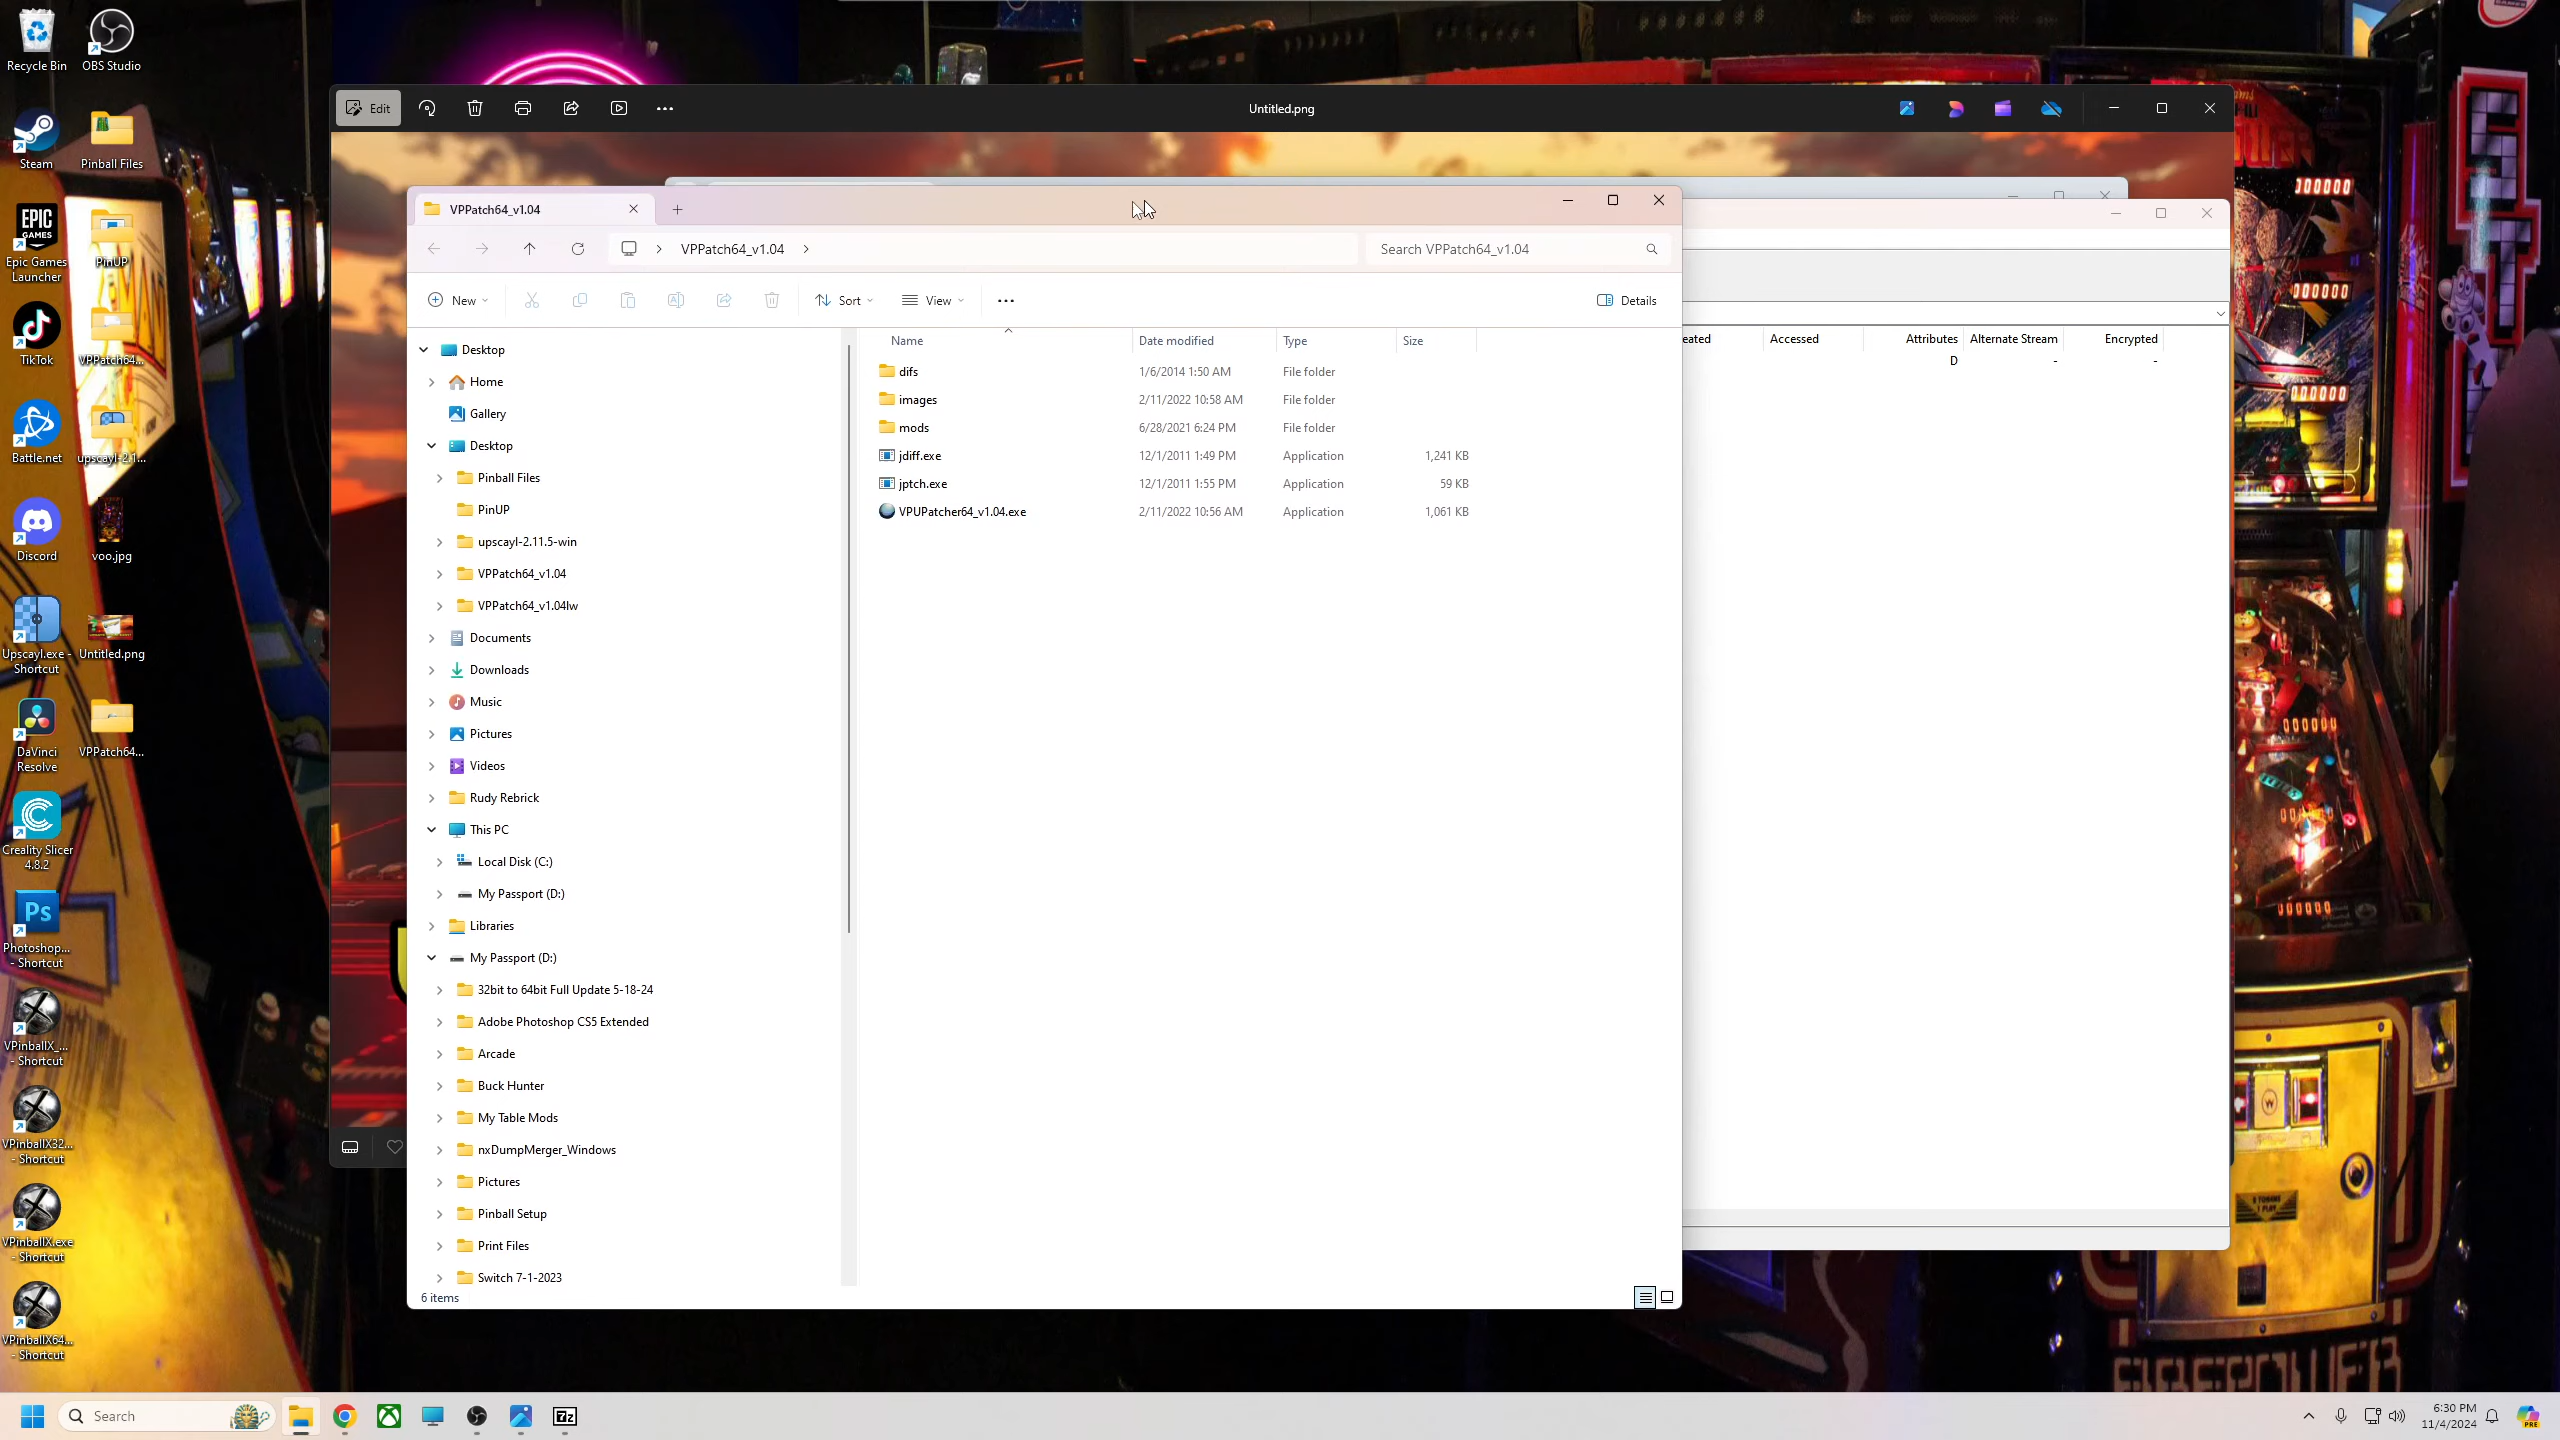 Recycle Bin
OBS Studio
Steam
Pinball Files
EPIC
GAMES
Epic Games
Launcher
PinUP
TikTok
VPPatch64...
Battle.net
upscayl-2.1...
Discord
voo.jpg
Upscayl.exe -
Shortcut
Untitled.png
DaVinci
Resolve
VPPatch64...
Creality Slicer
4.8.2
Ps
Photoshop...
- Shortcut
VPinballX_...
- Shortcut
VPinballX32...
- Shortcut
VPinballX.exe
- Shortcut
VPinballX64...
- Shortcut
Edit
Untitled.png
VPPatch64_v1.04
VPPatch64_v1.04
Search VPPatch64_v1.04
New
Sort
View
Details
Desktop
Home
Gallery
Desktop
Pinball Files
PinUP
upscayl-2.11.5-win
VPPatch64_v1.04
VPPatch64_v1.04lw
Documents
Downloads
Music
Pictures
Videos
Rudy Rebrick
This PC
Local Disk (C:)
My Passport (D:)
Libraries
My Passport (D:)
32bit to 64bit Full Update 5-18-24
Adobe Photoshop CS5 Extended
Arcade
Buck Hunter
My Table Mods
nxDumpMerger_Windows
Pictures
Pinball Setup
Print Files
Switch 7-1-2023
Name Date modified Type Size
difs 1/6/2014 1:50 AM File folder
images 2/11/2022 10:58 AM File folder
mods 6/28/2021 6:24 PM File folder
jdiff.exe 12/1/2011 1:49 PM Application 1,241 KB
jptch.exe 12/1/2011 1:55 PM Application 59 KB
VPUPatcher64_v1.04.exe 2/11/2022 10:56 AM Application 1,061 KB
6 items
eated Accessed Attributes Alternate Stream Encrypted
D - -
Search
7z
6:30 PM
11/4/2024
PRE